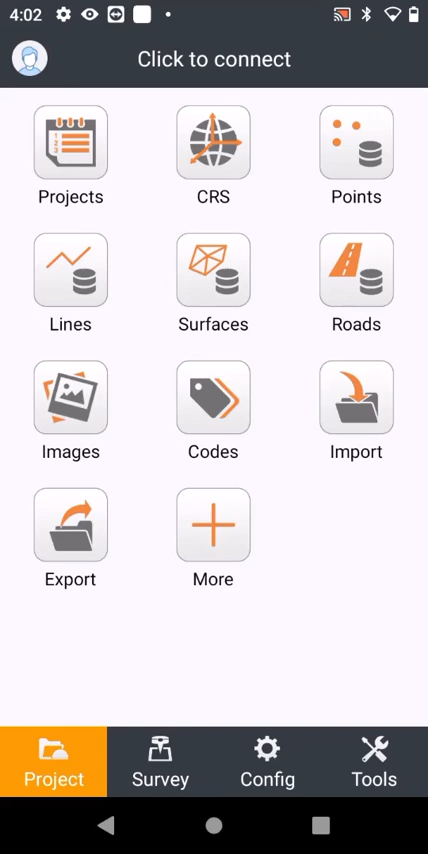 4:02
Click to connect
Projects
CRS
Points
Lines
Surfaces
Roads
Images
Codes
Import
Export
More
Project
Survey
Config
Tools